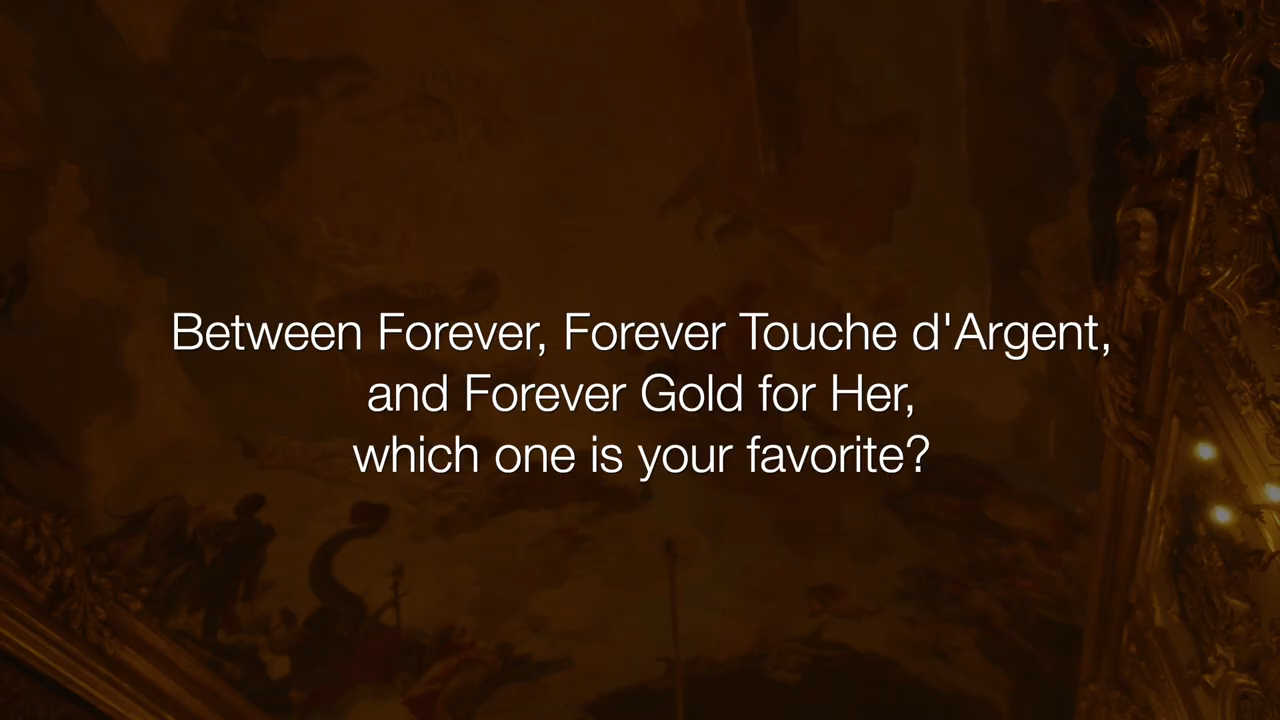 Between Forever, Forever Touche d'Argent,
and Forever Gold for Her,
which one is your favorite?